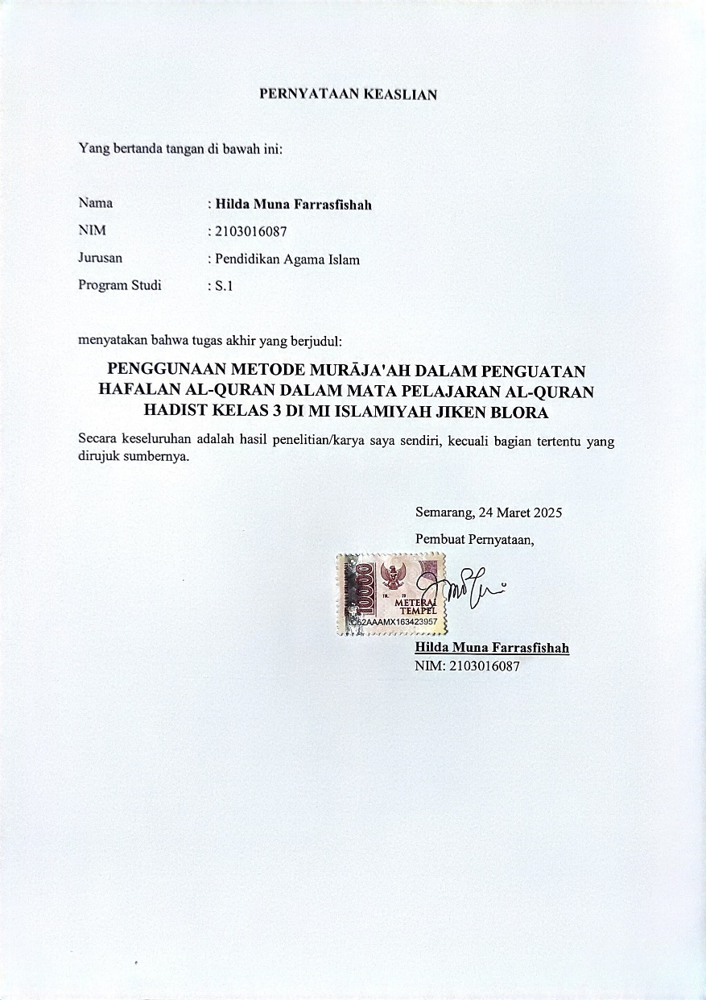 PERNYATAAN KEASLIAN
Yang bertanda tangan di bawah ini:
Nama : Hilda Muna Farrasfishah
NIM : 2103016087
Jurusan : Pendidikan Agama Islam
Program Studi : S.1
menyatakan bahwa tugas akhir yang berjudul:
PENGGUNAAN METODE MURĀJA'AH DALAM PENGUATAN
HAFALAN AL-QURAN DALAM MATA PELAJARAN AL-QURAN
HADIST KELAS 3 DI MI ISLAMIYAH JIKEN BLORA
Secara keseluruhan adalah hasil penelitian/karya saya sendiri, kecuali bagian tertentu yang
dirujuk sumbernya.
Semarang, 24 Maret 2025
Pembuat Pernyataan,
10000
METERAI
TEMPEL
C62AAAMX163423957
Hilda Muna Farrasfishah
NIM: 2103016087